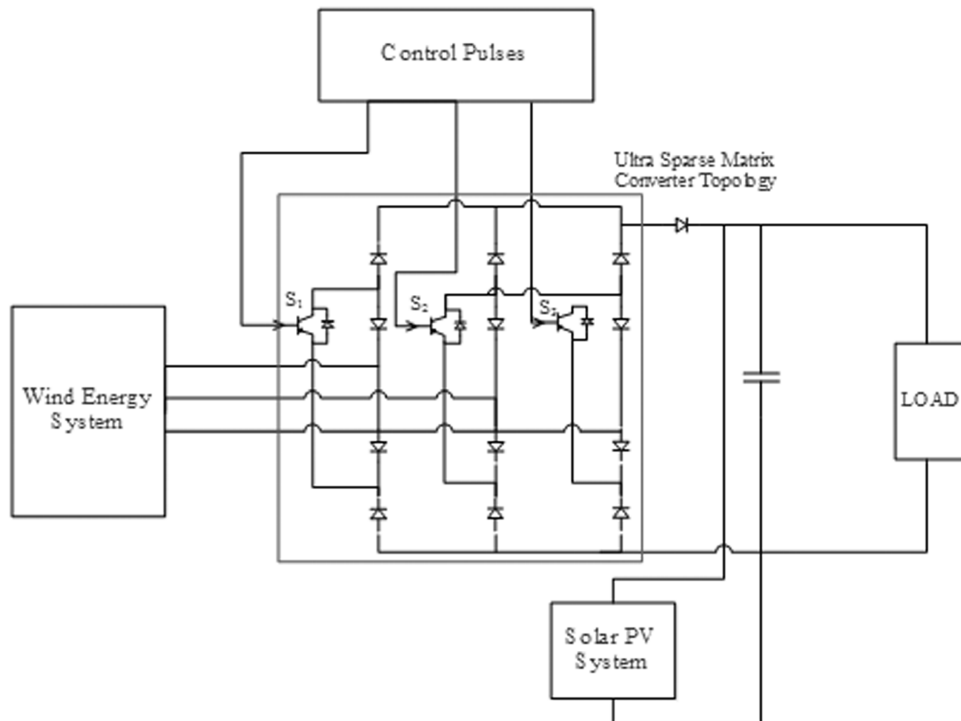 Control Pulses
Ultra Sparse Matrix
Converter Topology
S1
S2
S3
Wind Energy
System
LOAD
Solar PV
System